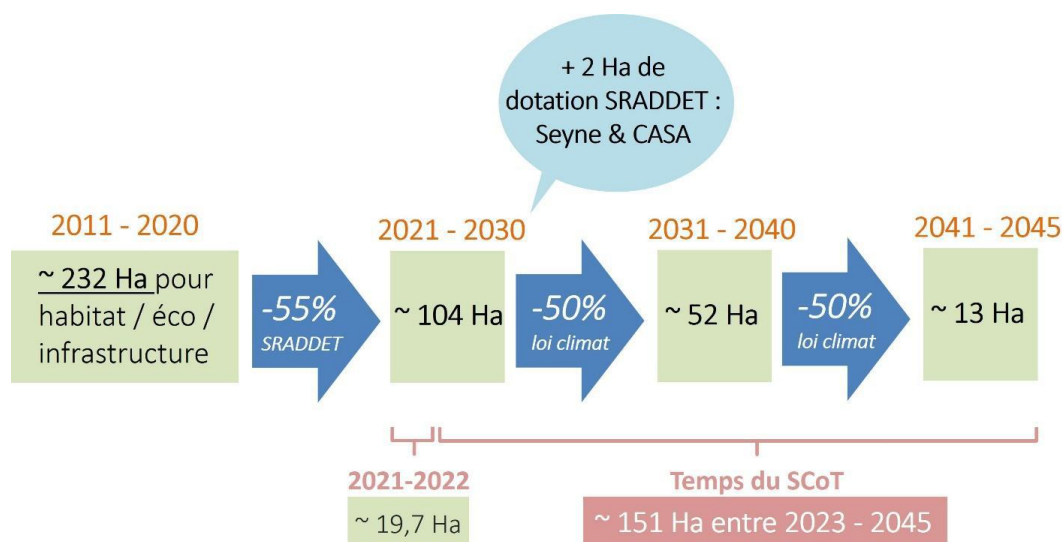 + 2 Ha de
dotation SRADDET :
Seyne & CASA
2011 - 2020
~ 232 Ha pour
habitat / éco /
infrastructure
-55%
SRADDET
2021 - 2030
~ 104 Ha
-50%
loi climat
2031 - 2040
~ 52 Ha
-50%
loi climat
2041 - 2045
~ 13 Ha
2021-2022
~ 19,7 Ha
Temps du SCoT
~ 151 Ha entre 2023 - 2045